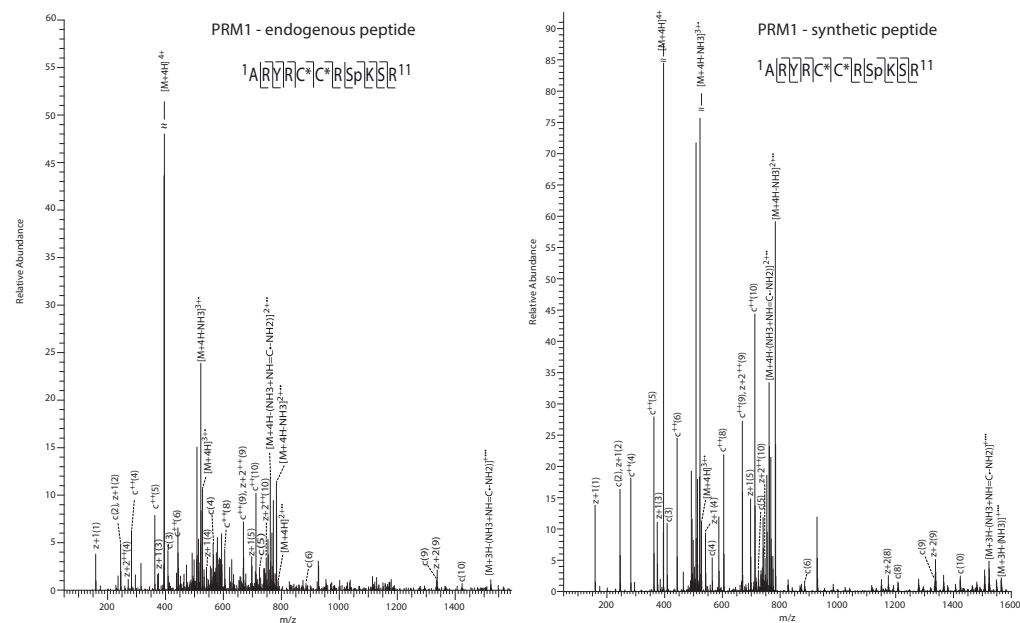 PRM1 - endogenous peptide
¹ARYRC*C*RSpKSR¹¹
Relative Abundance
60
55
50
45
40
35
30
25
20
15
10
5
0
200 400 600 800 1000 1200 1400
m/z
z+1(1)
c(2), z+1(2)
z+2⁺⁺(4)
c⁺⁺(4)
c⁺⁺(5)
z+1(3)
[M+4H]⁴⁺
≈
c(3)
c⁺⁺(6)
[M+4H-NH3]³⁺•
[M+4H]³⁺•
z+1(4)
c(4)
c⁺⁺(8)
c⁺⁺(9), z+2⁺⁺(9)
z+1(5)
c⁺⁺(10)
c(5)
z+2⁺⁺(10)
[M+4H-(NH3+NH=C•-NH2)]²⁺••
[M+4H-NH3]²⁺••
[M+4H]²⁺••
c(6)
c(9)
z+2(9)
c(10)
[M+3H-(NH3+NH=C•-NH2)]⁺•••
PRM1 - synthetic peptide
¹ARYRC*C*RSpKSR¹¹
Relative Abundance
90
85
80
75
70
65
60
55
50
45
40
35
30
25
20
15
10
5
0
200 400 600 800 1000 1200 1400 1600
m/z
z+1(1)
c(2), z+1(2)
c⁺⁺(4)
c⁺⁺(5)
z+1(3)
[M+4H]⁴⁺
≈
c(3)
c⁺⁺(6)
[M+4H-NH3]³⁺•
≈
[M+4H]³⁺•
z+1(4)
c(4)
c⁺⁺(8)
c⁺⁺(9), z+2⁺⁺(9)
z+1(5)
c⁺⁺(10)
c(5)
z+2⁺⁺(10)
[M+4H-(NH3+NH=C•-NH2)]²⁺••
[M+4H-NH3]²⁺••
c(6)
z+2(8)
c(8)
c(9)
z+2(9)
c(10)
[M+3H-(NH3+NH=C•-NH2)]⁺•••
[M+3H-NH3)]⁺•••